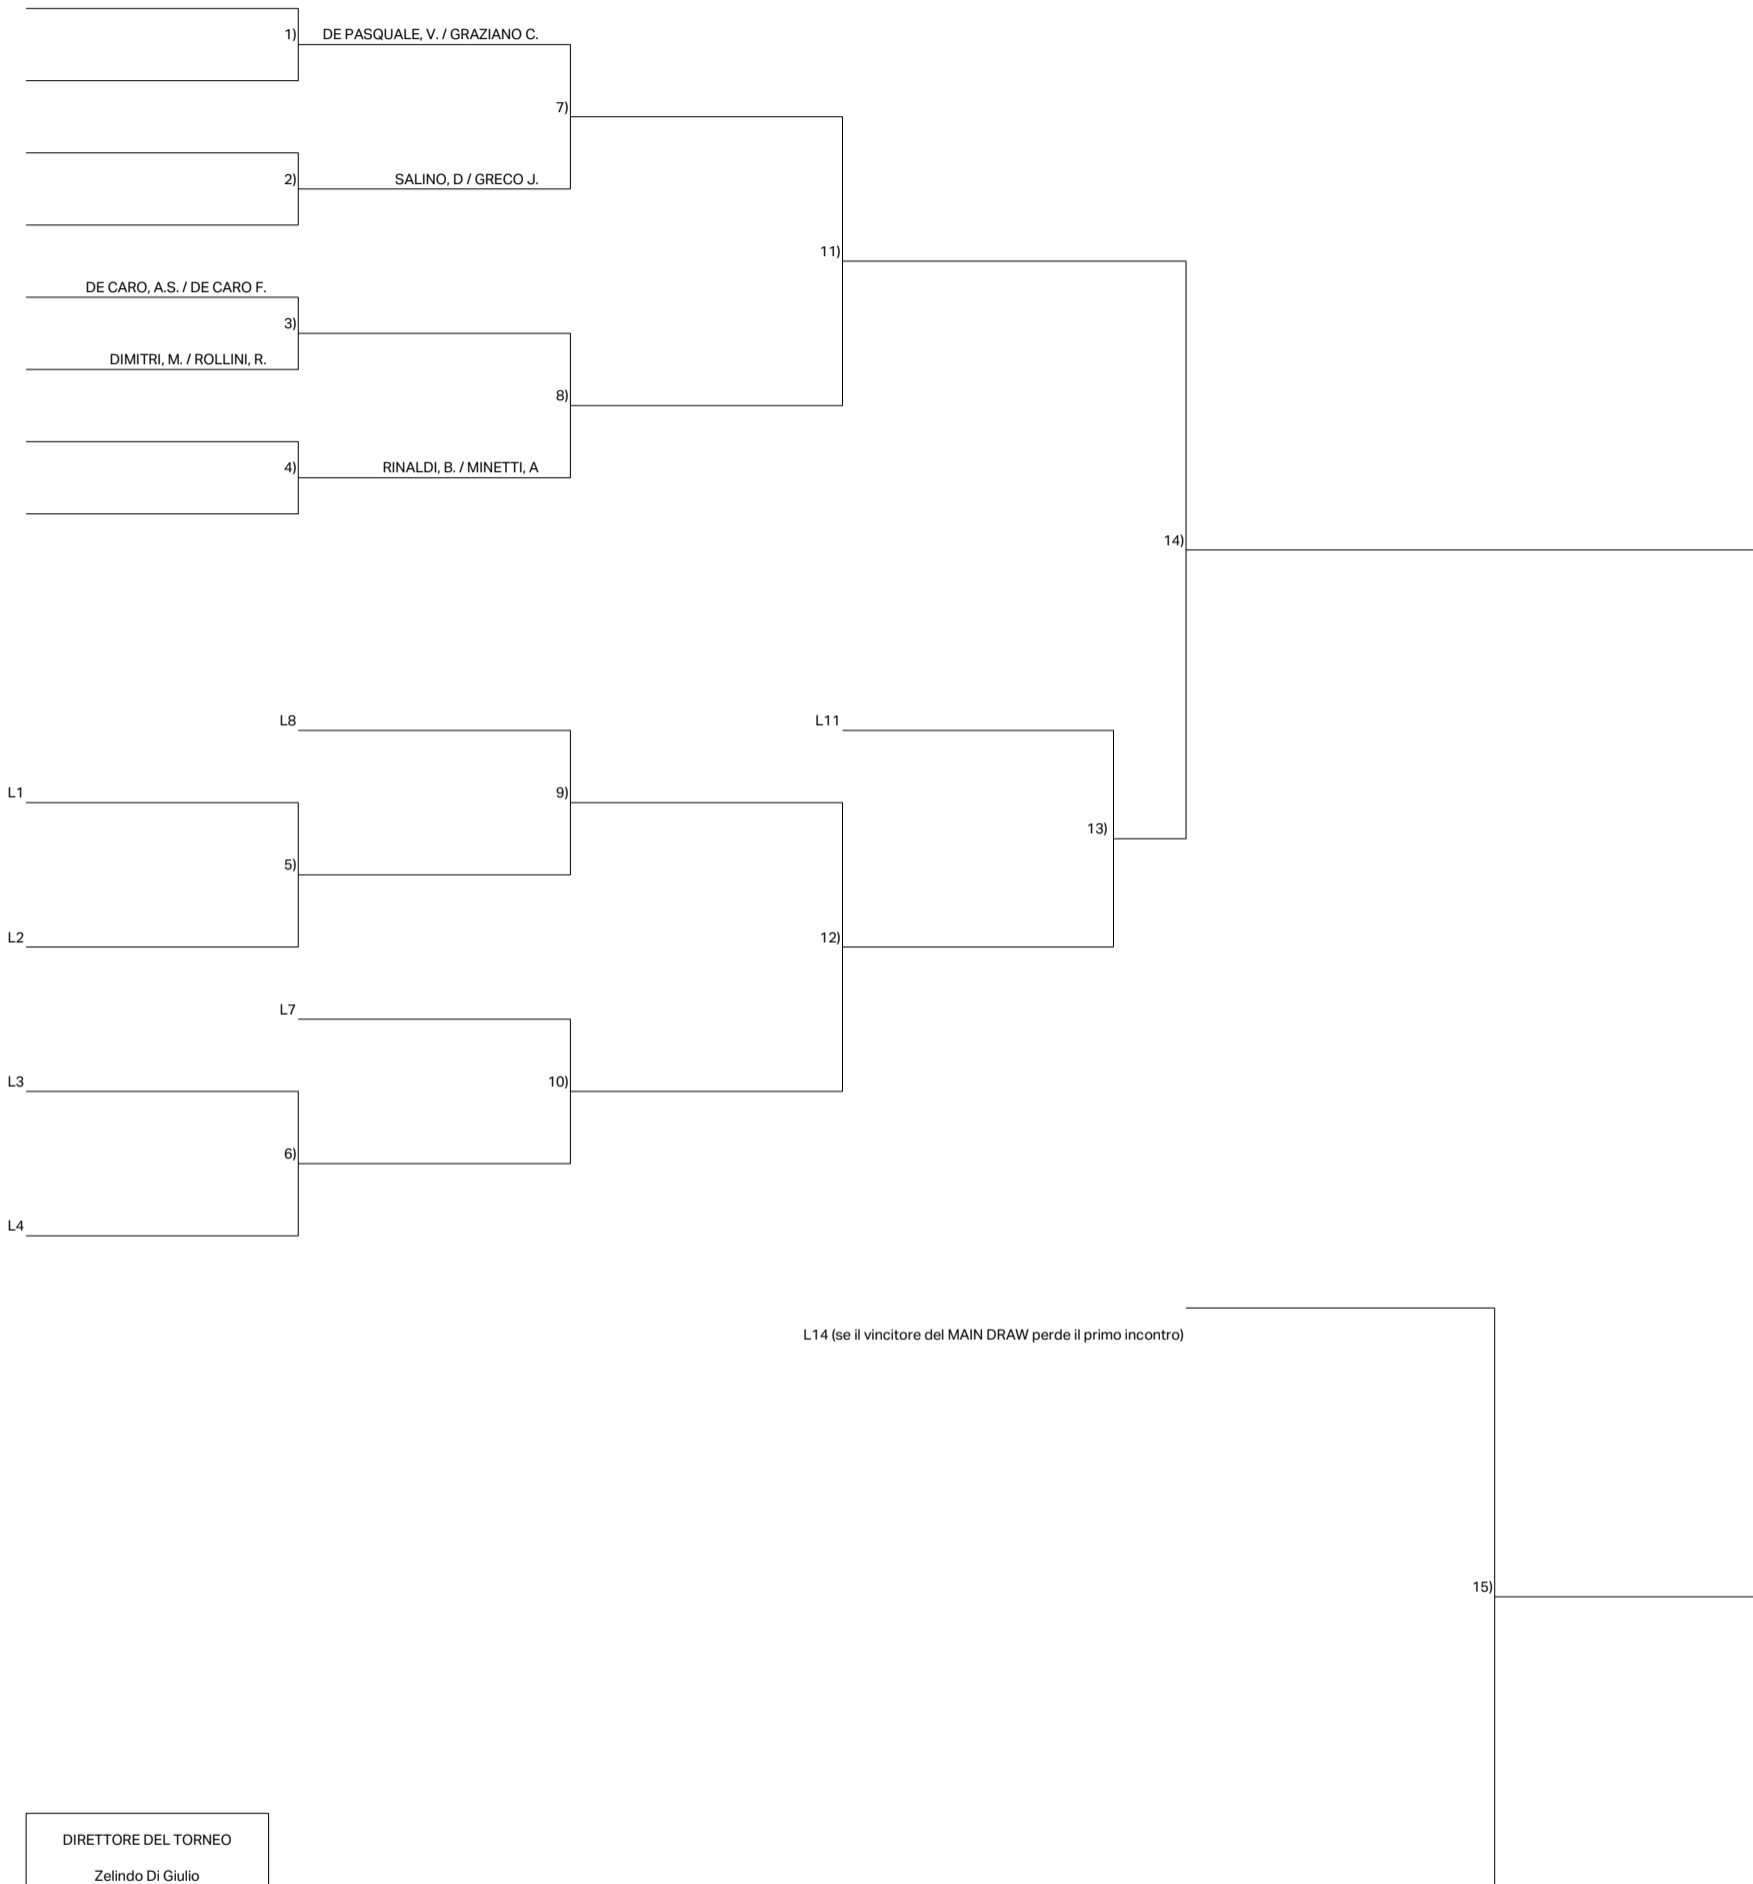 1) DE PASQUALE, V. / GRAZIANO C.
7)
2) SALINO, D / GRECO J.
11)
DE CARO, A.S. / DE CARO F.
3)
DIMITRI, M. / ROLLINI, R.
8)
4) RINALDI, B. / MINETTI, A
14)
L8 L11
L1 9)
13)
5)
L2 12)
L7
L3 10)
6)
L4
L14 (se il vincitore del MAIN DRAW perde il primo incontro)
15)
DIRETTORE DEL TORNEO
Zelindo Di Giulio